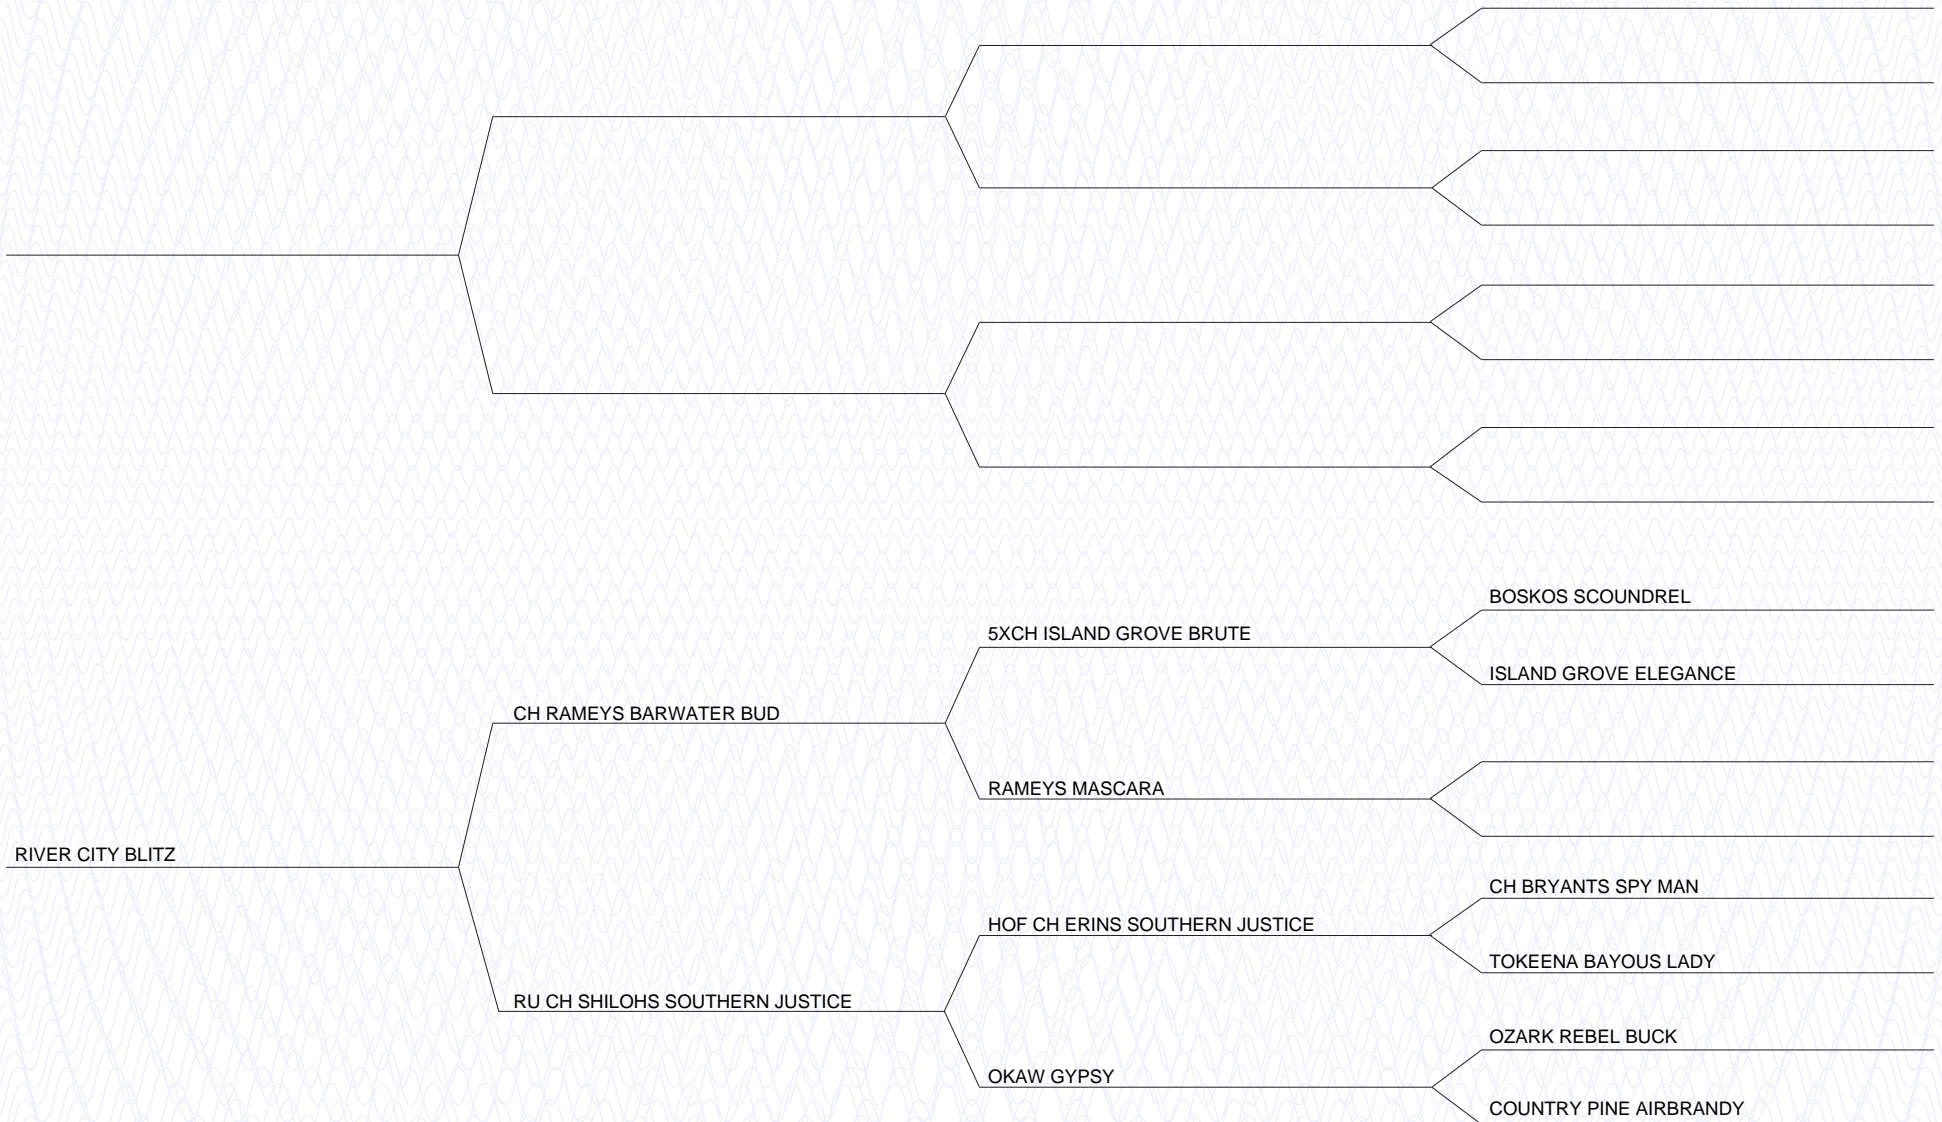 BOSKOS SCOUNDREL
5XCH ISLAND GROVE BRUTE
ISLAND GROVE ELEGANCE
CH RAMEYS BARWATER BUD
RAMEYS MASCARA
RIVER CITY BLITZ
CH BRYANTS SPY MAN
HOF CH ERINS SOUTHERN JUSTICE
TOKEENA BAYOUS LADY
RU CH SHILOHS SOUTHERN JUSTICE
OZARK REBEL BUCK
OKAW GYPSY
COUNTRY PINE AIRBRANDY